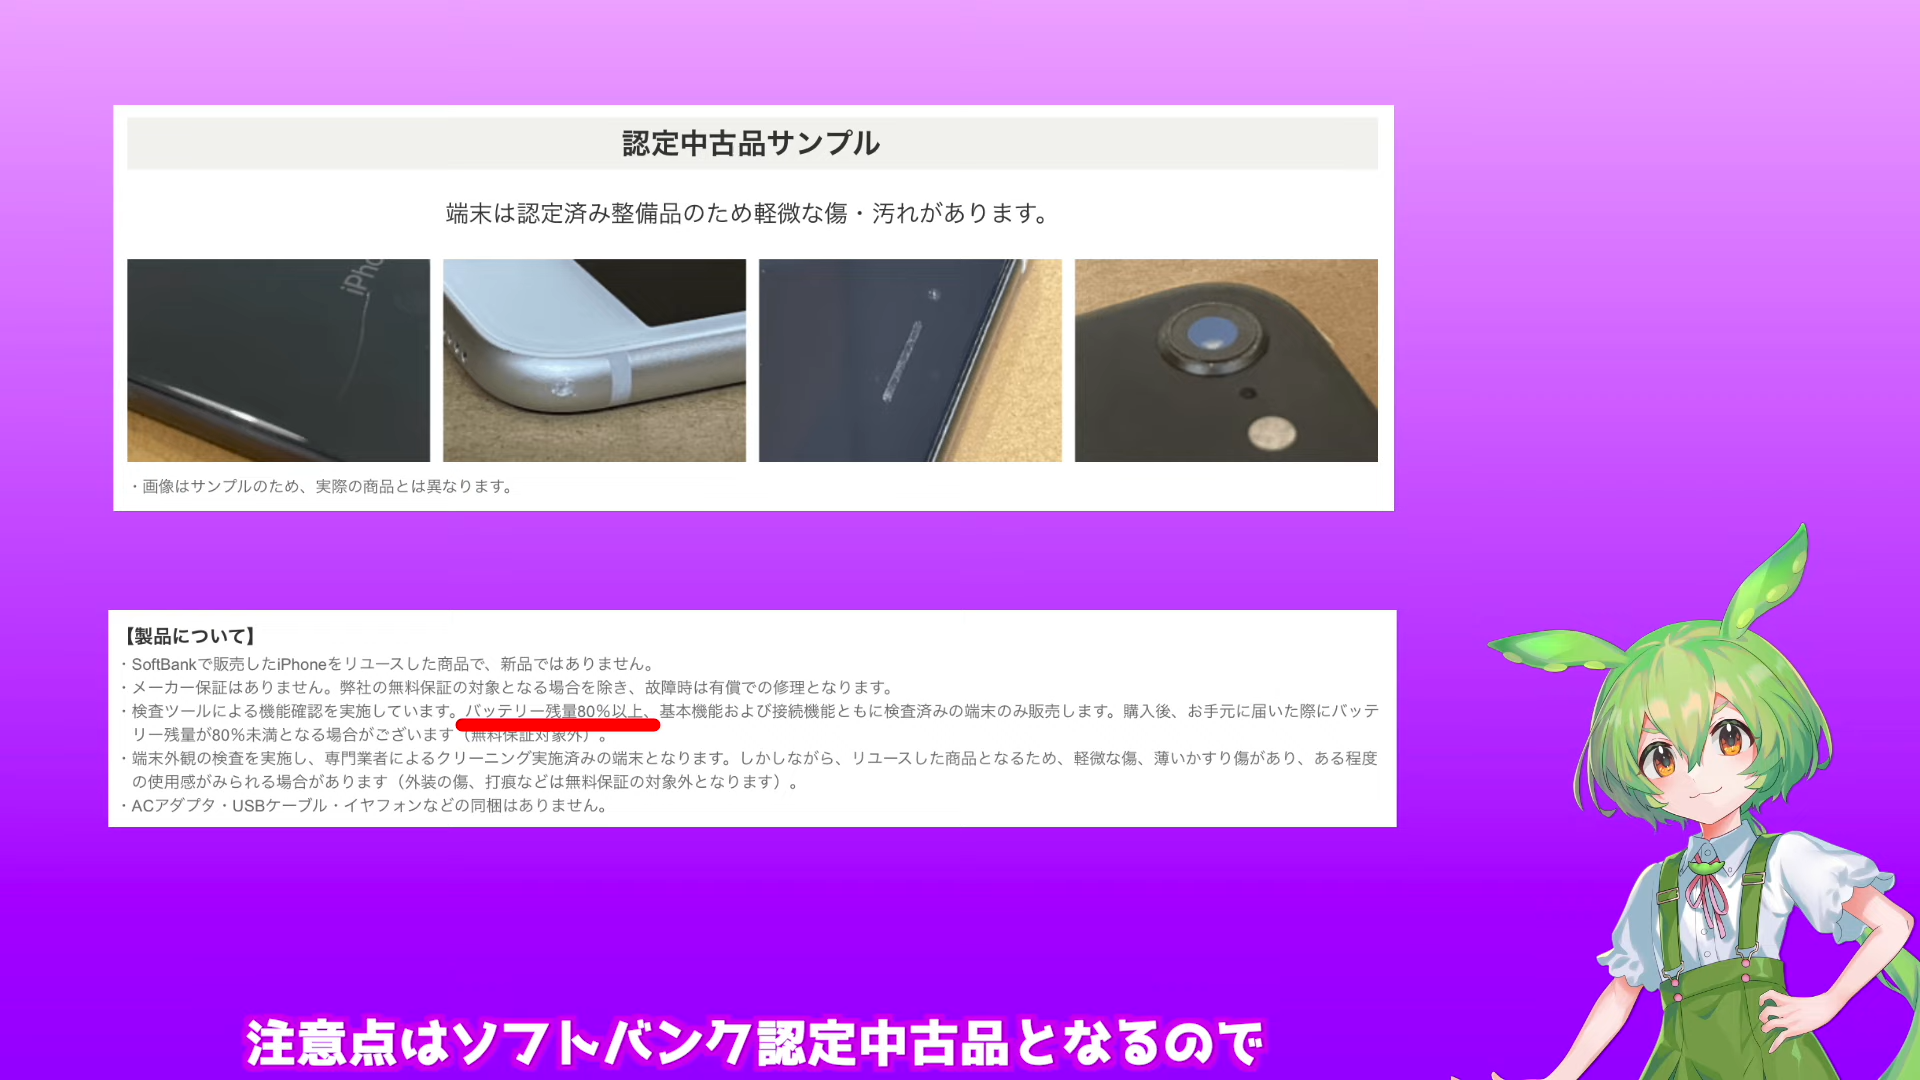 認定中古品サンプル
端末は認定済み整備品のため軽微な傷・汚れがあります。
iPho
・画像はサンプルのため、実際の商品とは異なります。
【製品について】
・SoftBankで販売したiPhoneをリユースした商品で、新品ではありません。
・メーカー保証はありません。弊社の無料保証の対象となる場合を除き、故障時は有償での修理となります。
・検査ツールによる機能確認を実施しています。バッテリー残量80%以上、基本機能および接続機能ともに検査済みの端末のみ販売します。購入後、お手元に届いた際にバッテ
リー残量が80%未満となる場合がございます（無料保証対象外）。
・端末外観の検査を実施し、専門業者によるクリーニング実施済みの端末となります。しかしながら、リユースした商品となるため、軽微な傷、薄いかすり傷があり、ある程度
の使用感がみられる場合があります（外装の傷、打痕などは無料保証の対象外となります）。
・ACアダプタ・USBケーブル・イヤフォンなどの同梱はありません。
注意点はソフトバンク認定中古品となるので